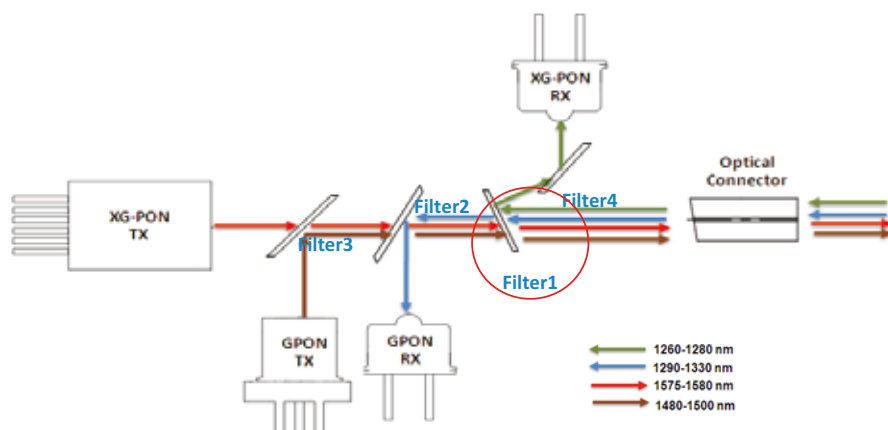 XG-PON
RX
Optical
Connector
XG-PON
TX
Filter2
Filter4
Filter3
Filter1
GPON
TX
GPON
RX
1260-1280 nm
1290-1330 nm
1575-1580 nm
1480-1500 nm